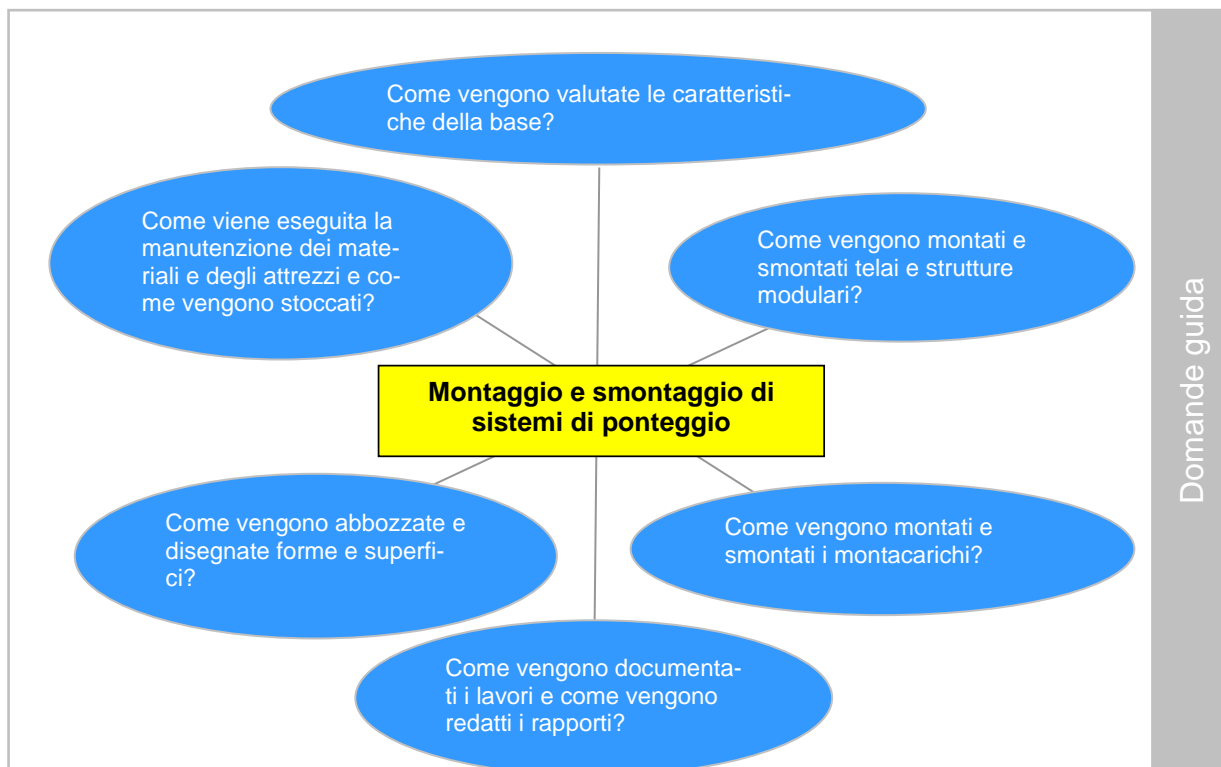 Come vengono valutate le caratteristi-
che della base?
Come viene eseguita la
manutenzione dei mate-
riali e degli attrezzi e co-
me vengono stoccati?
Come vengono montati e
smontati telai e strutture
modulari?
Montaggio e smontaggio di
sistemi di ponteggio
Come vengono abbozzate e
disegnate forme e superfi-
ci?
Come vengono montati e
smontati i montacarichi?
Come vengono documenta-
ti i lavori e come vengono
redatti i rapporti?
Domande guida